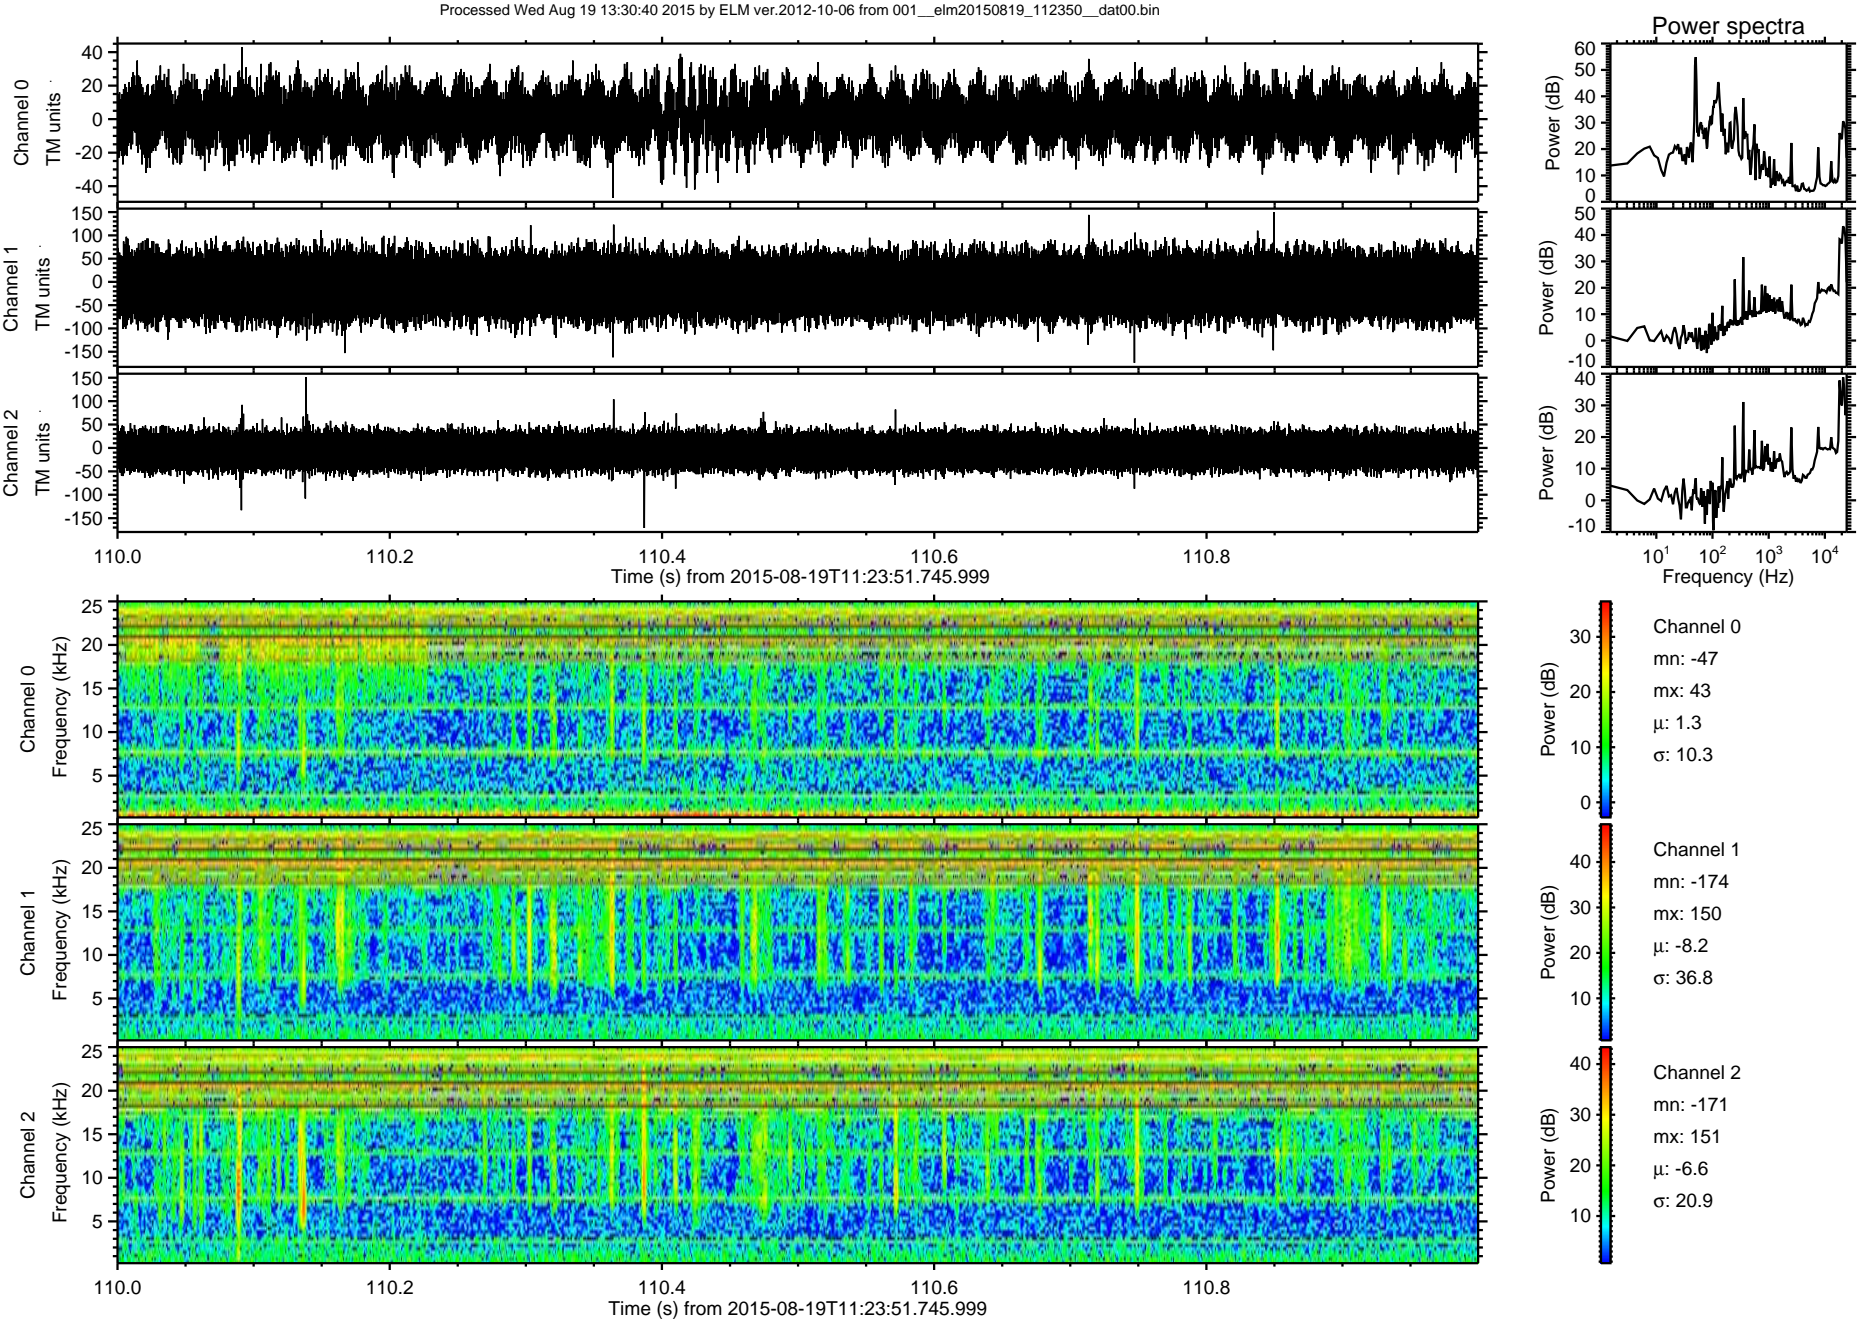 Processed Wed Aug 19 13:30:40 2015 by ELM ver.2012-10-06 from 001__elm20150819_112350__dat00.bin
Power spectra
Channel 0
TM units
40
20
0
-20
-40
Power (dB)
60
50
40
30
20
10
0
Channel 1
TM units
150
100
50
0
-50
-100
-150
Power (dB)
50
40
30
20
10
0
-10
Channel 2
TM units
150
100
50
0
-50
-100
-150
Power (dB)
40
30
20
10
0
-10
110.0 110.2 110.4 110.6 110.8
Time (s) from 2015-08-19T11:23:51.745.999
10^1 10^2 10^3 10^4
Frequency (Hz)
Channel 0
Frequency (kHz)
25
20
15
10
5
Power (dB)
30
20
10
0
Channel 0
mn: -47
mx: 43
μ: 1.3
σ: 10.3
Channel 1
Frequency (kHz)
25
20
15
10
5
Power (dB)
40
30
20
10
Channel 1
mn: -174
mx: 150
μ: -8.2
σ: 36.8
Channel 2
Frequency (kHz)
25
20
15
10
5
Power (dB)
40
30
20
10
Channel 2
mn: -171
mx: 151
μ: -6.6
σ: 20.9
110.0 110.2 110.4 110.6 110.8
Time (s) from 2015-08-19T11:23:51.745.999